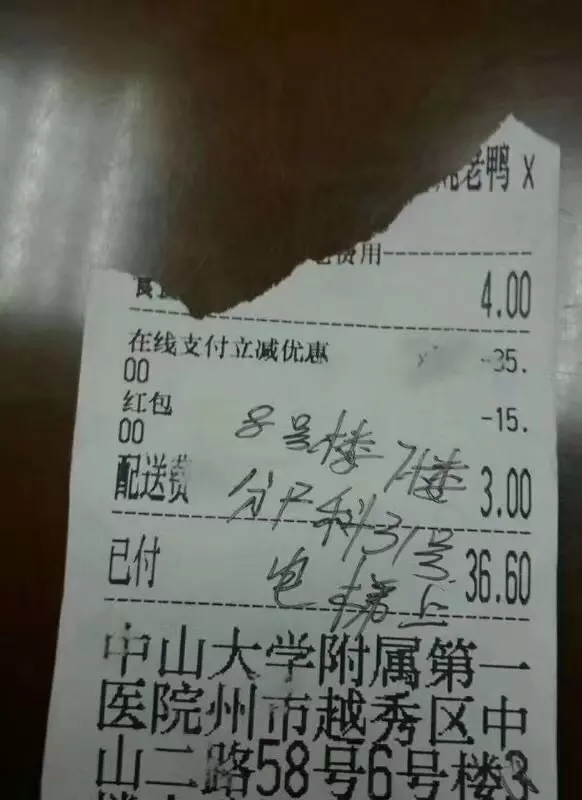 老鸭 x
费用
4.00
在线支付立减优惠 -35.
00
红包 -15.
00
8号楼7楼
配送费 3.00
分尸科31号
已付 36.60
电梯上
中山大学附属第一
医院州市越秀区中
山二路58号6号楼3